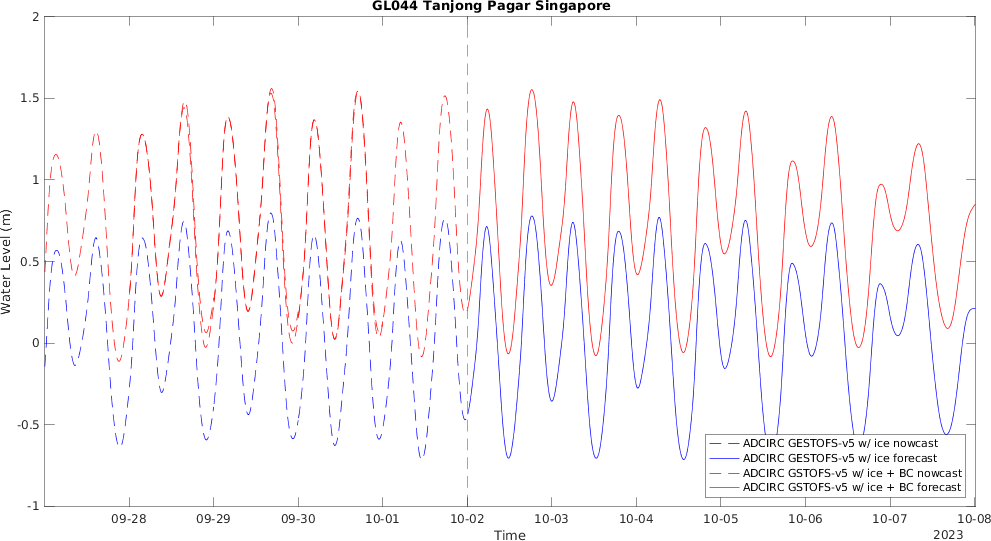 GL044 Tanjong Pagar Singapore
2
1.5
1
0.5
0
-0.5
-1
Water Level (m)
09-28 09-29 09-30 10-01 10-02 10-03 10-04 10-05 10-06 10-07 10-08
Time
2023
ADCIRC GESTOFS-v5 w/ ice nowcast
ADCIRC GESTOFS-v5 w/ ice forecast
ADCIRC GSTOFS-v5 w/ ice + BC nowcast
ADCIRC GSTOFS-v5 w/ ice + BC forecast